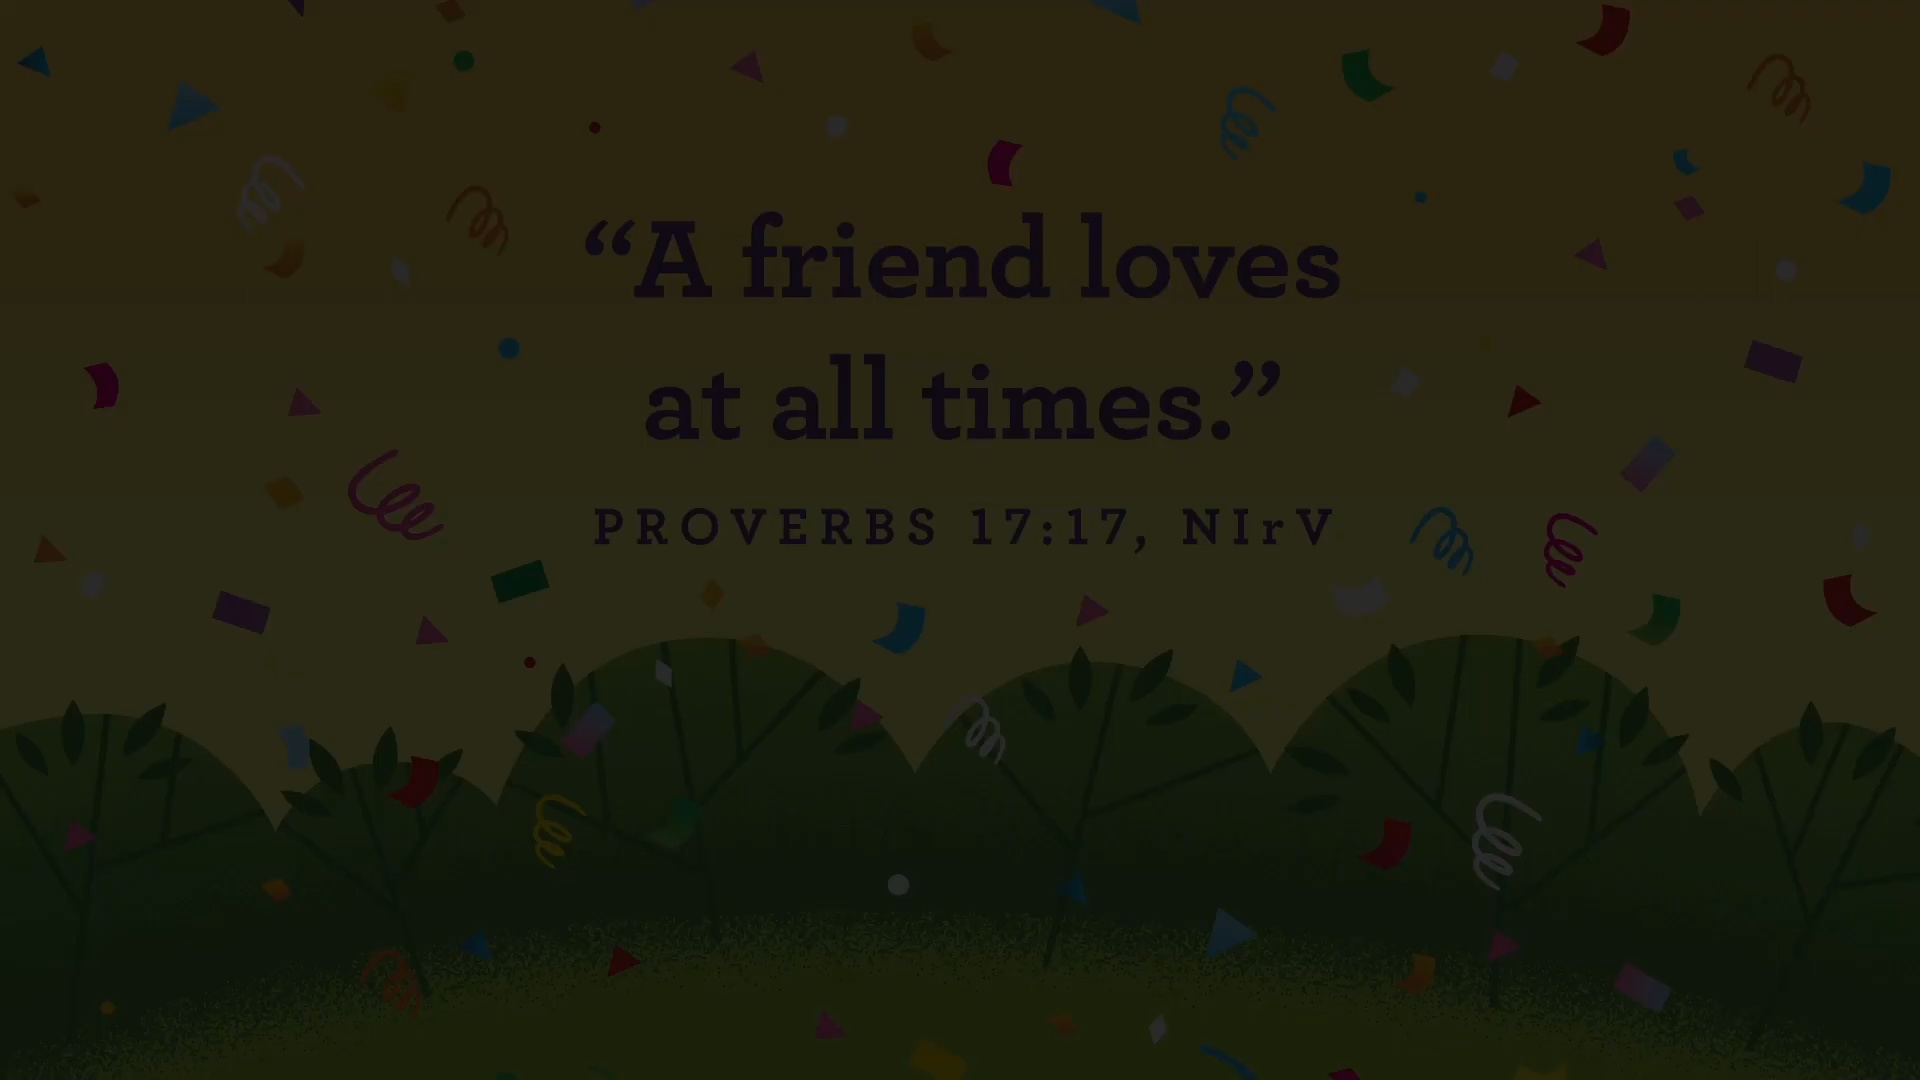 “A friend loves
at all times.”
PROVERBS 17:17, NIrV